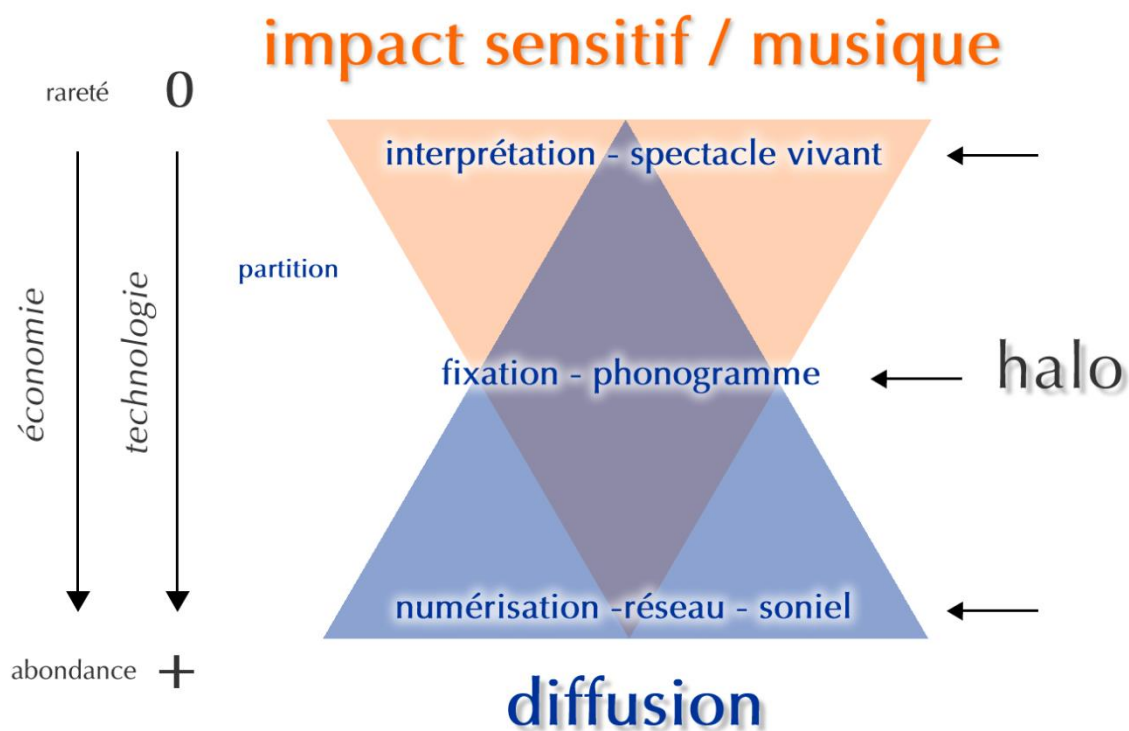 impact sensitif / musique
rareté 0
interprétation - spectacle vivant
partition
économie
technologie
fixation - phonogramme
halo
numérisation -réseau - soniel
abondance +
diffusion